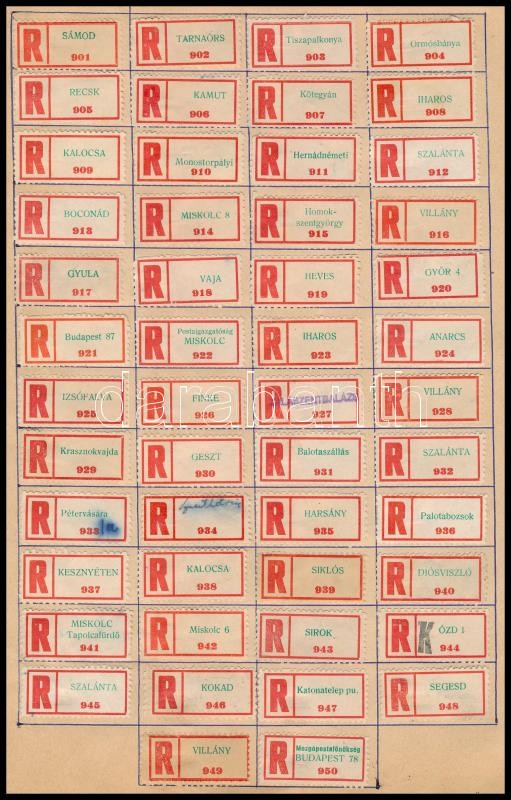 R SÁMOD 901
R TARNAÖRS 902
R Tiszapalkonya 903
R Ormósbánya 904
R RECSK 905
R KAMUT 906
R Kötegyán 907
R IHAROS 908
R KALOCSA 909
R Monostorpályi 910
R Hernádnémeti 911
R SZALÁNTA 912
R BOCONÁD 913
R MISKOLC 8 914
R Homok-
szentgyörgy 915
R VILLÁNY 916
R GYULA 917
R VAJA 918
R HEVES 919
R GYŐR 4 920
R Budapest 87 921
R Postaigazgatóság
MISKOLC 922
R IHAROS 923
R ANARCS 924
R IZSÓFALVA 925
R FINKE 926
R 927
R VILLÁNY 928
darabanth
R Krasznokvajda 929
R GESZT 930
R Balotaszállás 931
R SZALÁNTA 932
R Pétervására 933
R 934
R HARSÁNY 935
R Palotabozsok 936
R KESZNYÉTEN 937
R KALOCSA 938
R SIKLÓS 939
R DIÓSVISZLÓ 940
R MISKOLC
Tapolcafürdő 941
R Miskolc 6 942
R SIROK 943
R K ÓZD 1 944
R SZALÁNTA 945
R KOKAD 946
R Katonatelep pu. 947
R SEGESD 948
R VILLÁNY 949
R Mozgópostafőnökség
BUDAPEST 78 950